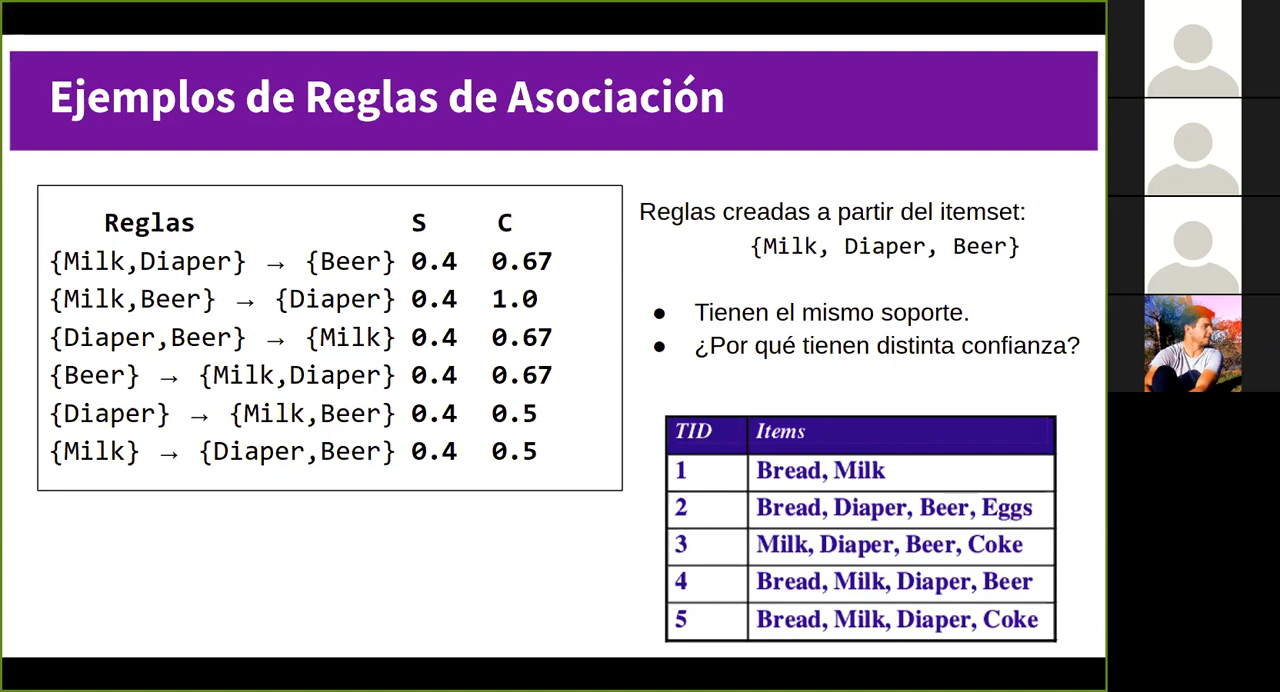 Ejemplos de Reglas de Asociación
Reglas S C
{Milk,Diaper} → {Beer} 0.4 0.67
{Milk,Beer} → {Diaper} 0.4 1.0
{Diaper,Beer} → {Milk} 0.4 0.67
{Beer} → {Milk,Diaper} 0.4 0.67
{Diaper} → {Milk,Beer} 0.4 0.5
{Milk} → {Diaper,Beer} 0.4 0.5
Reglas creadas a partir del itemset:
{Milk, Diaper, Beer}
● Tienen el mismo soporte.
● ¿Por qué tienen distinta confianza?
TID Items
1 Bread, Milk
2 Bread, Diaper, Beer, Eggs
3 Milk, Diaper, Beer, Coke
4 Bread, Milk, Diaper, Beer
5 Bread, Milk, Diaper, Coke